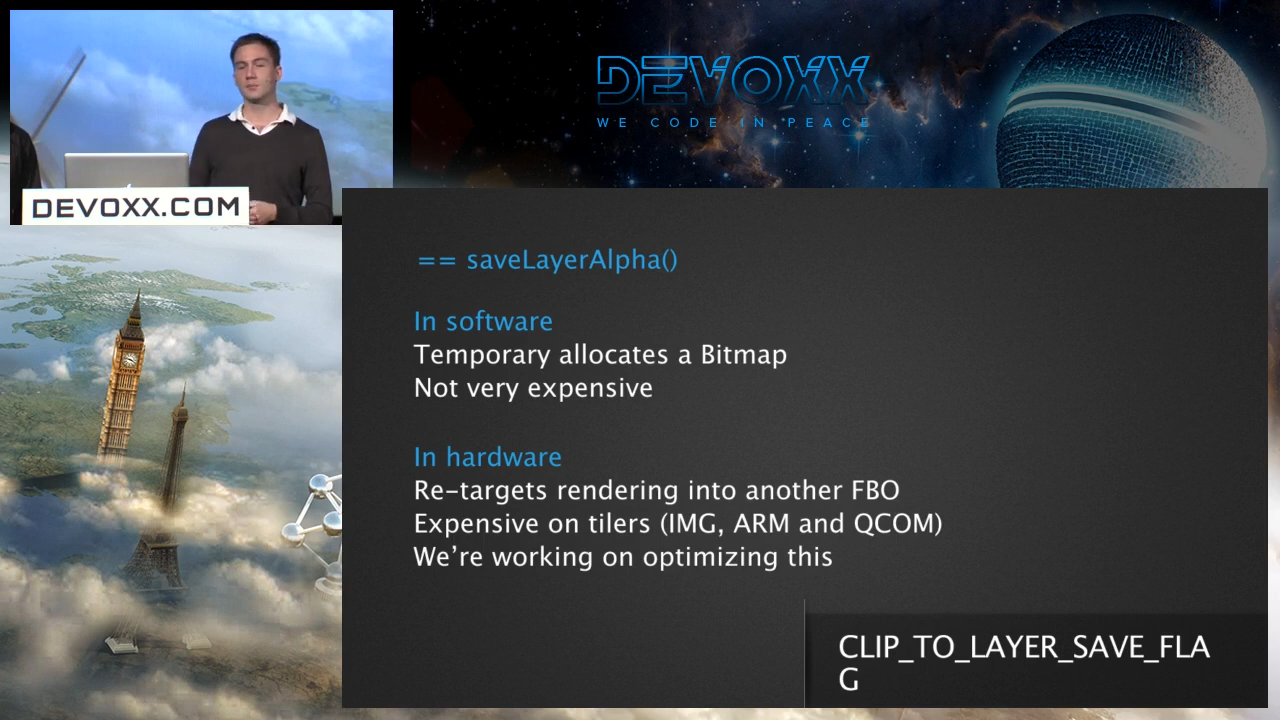 DEVOXX
WE CODE IN PEACE
DEVOXX.COM
== saveLayerAlpha()
In software
Temporary allocates a Bitmap
Not very expensive
In hardware
Re-targets rendering into another FBO
Expensive on tilers (IMG, ARM and QCOM)
We're working on optimizing this
CLIP_TO_LAYER_SAVE_FLA
G